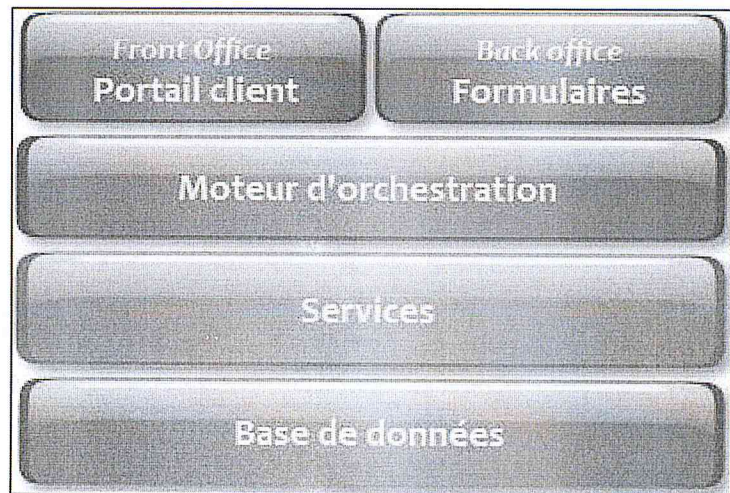 Front Office
Portail client
Back office
Formulaires
Moteur d'orchestration
Services
Base de données